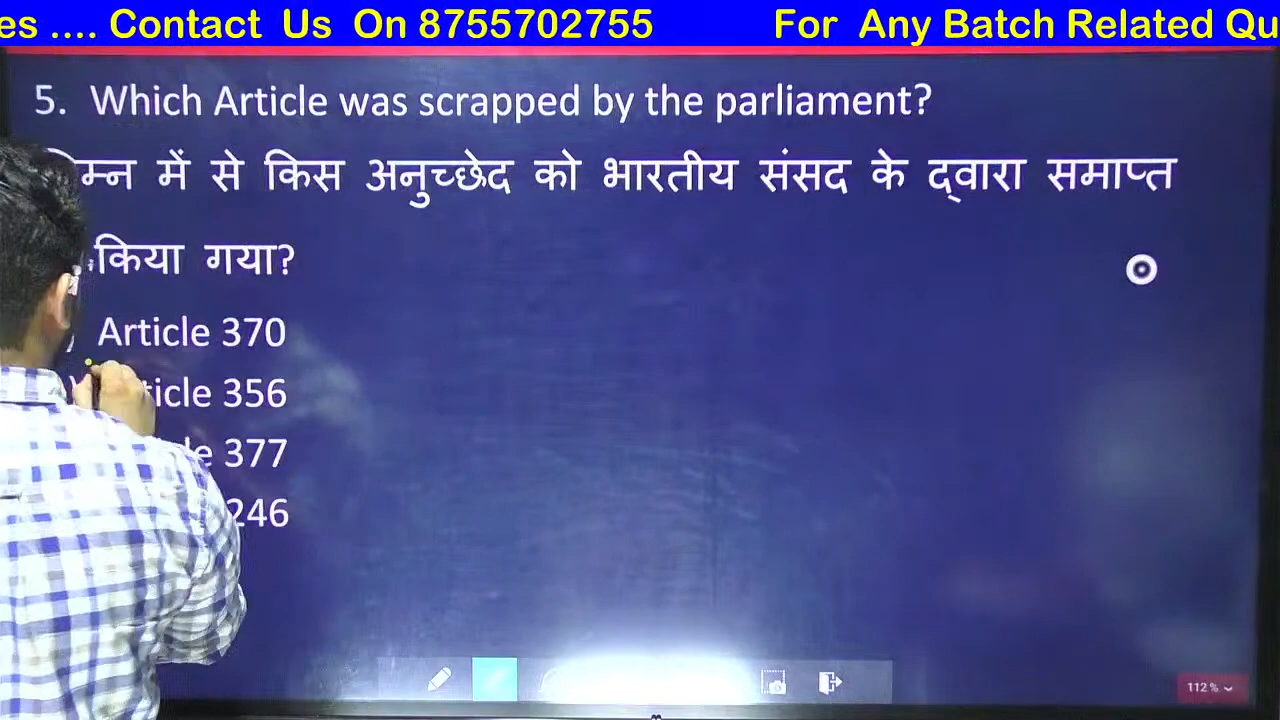 es .... Contact Us On 8755702755 For Any Batch Related Qu
5. Which Article was scrapped by the parliament?
में से किस अनुच्छेद को भारतीय संसद के द्वारा समाप्त
किया गया?
Article 370
356
377
246
112 %